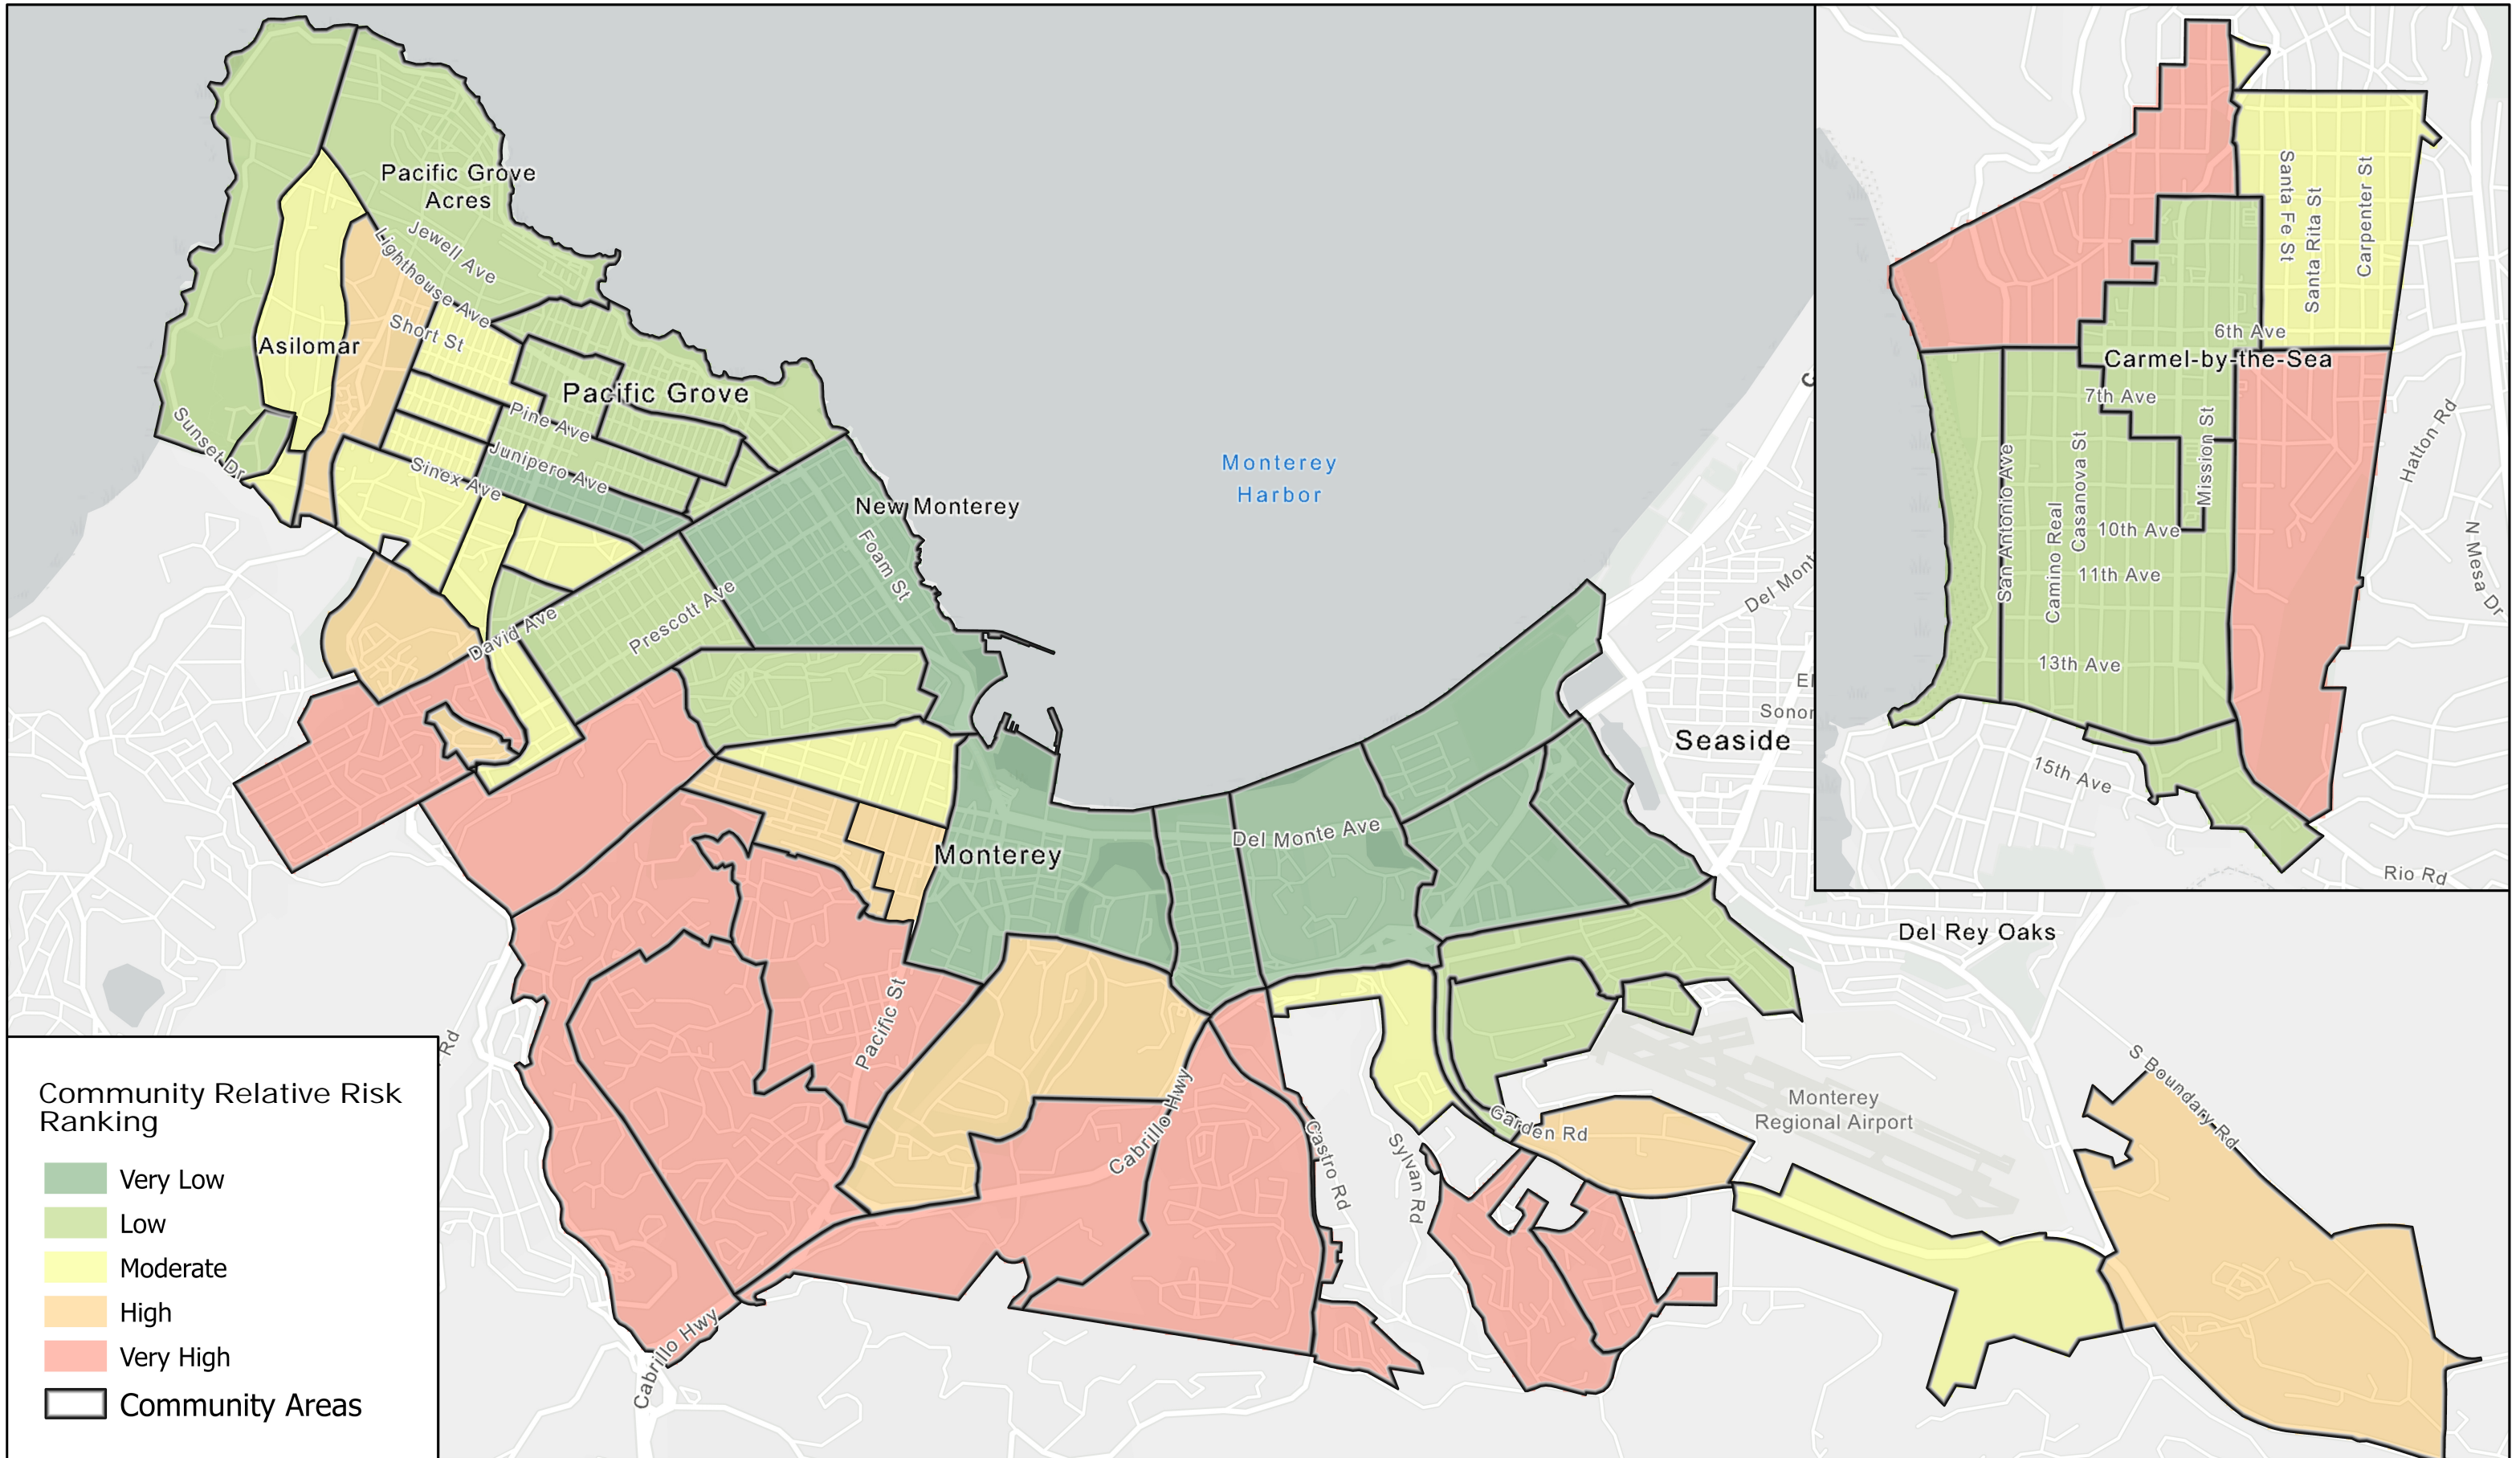 Pacific Grove
Acres
Jewell Ave
Lighthouse Ave
Short St
Asilomar
Pacific Grove
Pine Ave
Junipero Ave
Sinex Ave
Sunset Dr
New Monterey
Foam St
Prescott Ave
David Ave
Monterey
Harbor
Monterey
Del Monte Ave
Pacific St
Cabrillo Hwy
Cabrillo Hwy
Castro Rd
Sylvan Rd
Garden Rd
Monterey
Regional Airport
S Boundary Rd
Del Rey Oaks
Seaside
Sonor
El
Del Mont
Rd
Santa Fe St
Santa Rita St
Carpenter St
6th Ave
Carmel-by-the-Sea
7th Ave
Mission St
San Antonio Ave
Camino Real
Casanova St
10th Ave
11th Ave
13th Ave
15th Ave
Hatton Rd
N Mesa Dr
Rio Rd
Community Relative Risk
Ranking
Very Low
Low
Moderate
High
Very High
Community Areas